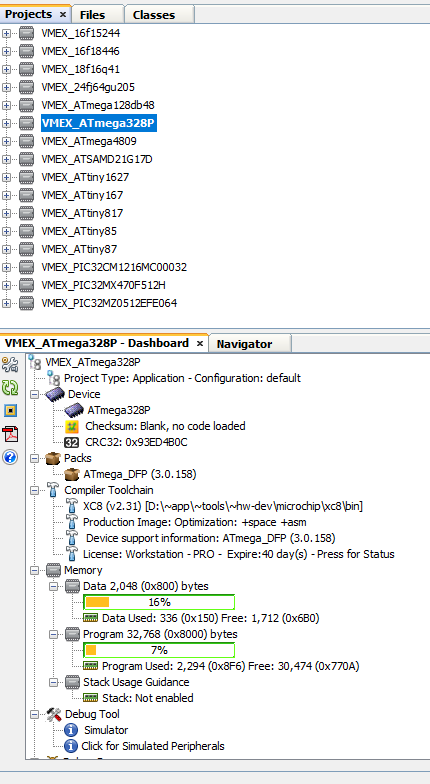 Projects × Files Classes
VMEX_16f15244
VMEX_16f18446
VMEX_18f16q41
VMEX_24fj64gu205
VMEX_ATmega128db48
VMEX_ATmega328P
VMEX_ATmega4809
VMEX_ATSAMD21G17D
VMEX_ATtiny1627
VMEX_ATtiny167
VMEX_ATtiny817
VMEX_ATtiny85
VMEX_ATtiny87
VMEX_PIC32CM1216MC00032
VMEX_PIC32MX470F512H
VMEX_PIC32MZ0512EFE064
VMEX_ATmega328P - Dashboard × Navigator
VMEX_ATmega328P
Project Type: Application - Configuration: default
Device
ATmega328P
Checksum: Blank, no code loaded
32 CRC32: 0x93ED4B0C
Packs
ATmega_DFP (3.0.158)
Compiler Toolchain
XC8 (v2.31) [D:\~app\~tools\~hw-dev\microchip\xc8\bin]
Production Image: Optimization: +space +asm
Device support information: ATmega_DFP (3.0.158)
License: Workstation - PRO - Expire:40 day(s) - Press for Status
Memory
Data 2,048 (0x800) bytes
16%
Data Used: 336 (0x150) Free: 1,712 (0x6B0)
Program 32,768 (0x8000) bytes
7%
Program Used: 2,294 (0x8F6) Free: 30,474 (0x770A)
Stack Usage Guidance
Stack: Not enabled
Debug Tool
Simulator
Click for Simulated Peripherals